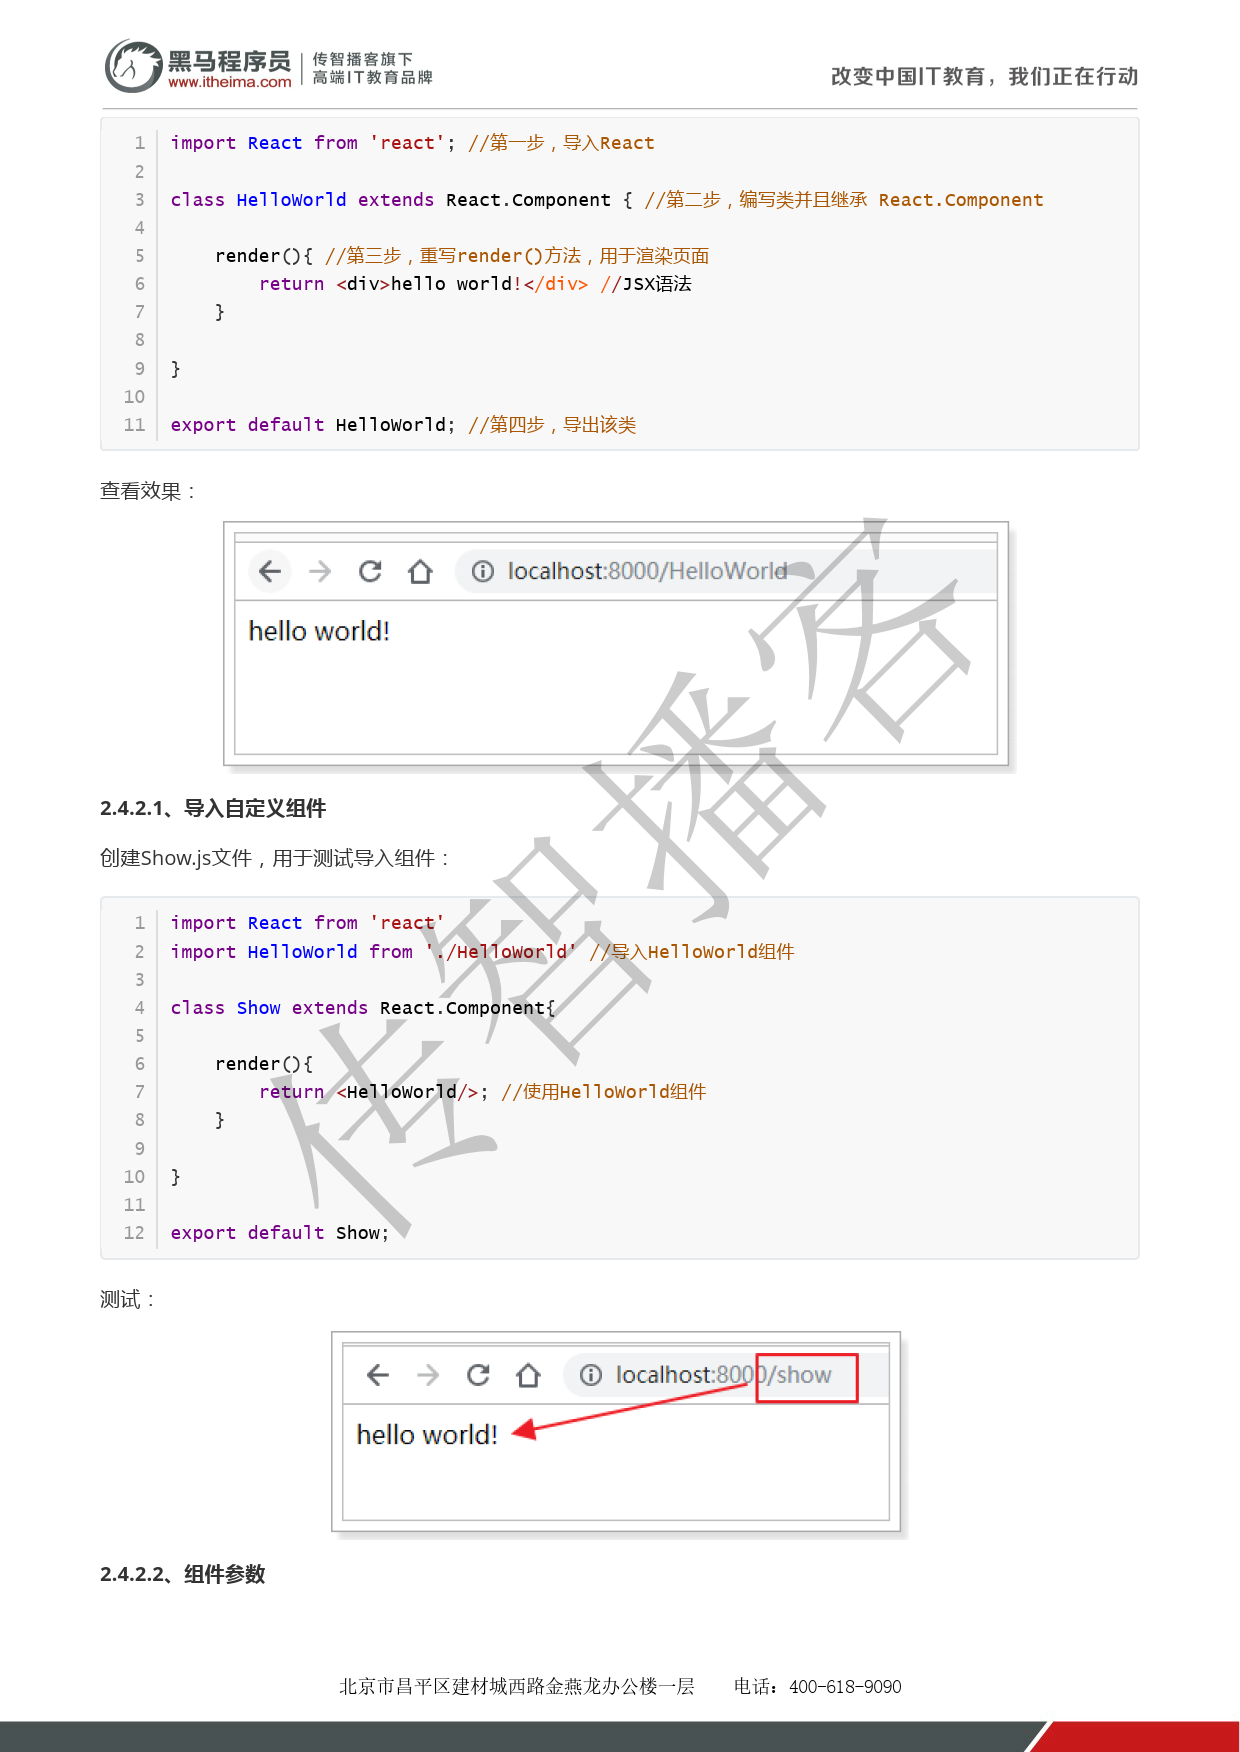 黑马程序员
www.itheima.com
传智播客旗下
高端IT教育品牌
改变中国IT教育，我们正在行动
1 import React from 'react'; //第一步，导入React
2
3 class HelloWorld extends React.Component { //第二步，编写类并且继承 React.Component
4
5     render(){ //第三步，重写render()方法，用于渲染页面
6         return <div>hello world!</div> //JSX语法
7     }
8
9 }
10
11 export default HelloWorld; //第四步，导出该类
查看效果：
localhost:8000/HelloWorld
hello world!
2.4.2.1、导入自定义组件
创建Show.js文件，用于测试导入组件：
1 import React from 'react'
2 import HelloWorld from './HelloWorld' //导入HelloWorld组件
3
4 class Show extends React.Component{
5
6     render(){
7         return <HelloWorld/>; //使用HelloWorld组件
8     }
9
10 }
11
12 export default Show;
测试：
localhost:8000/show
hello world!
2.4.2.2、组件参数
北京市昌平区建材城西路金燕龙办公楼一层 电话：400-618-9090
传智播客